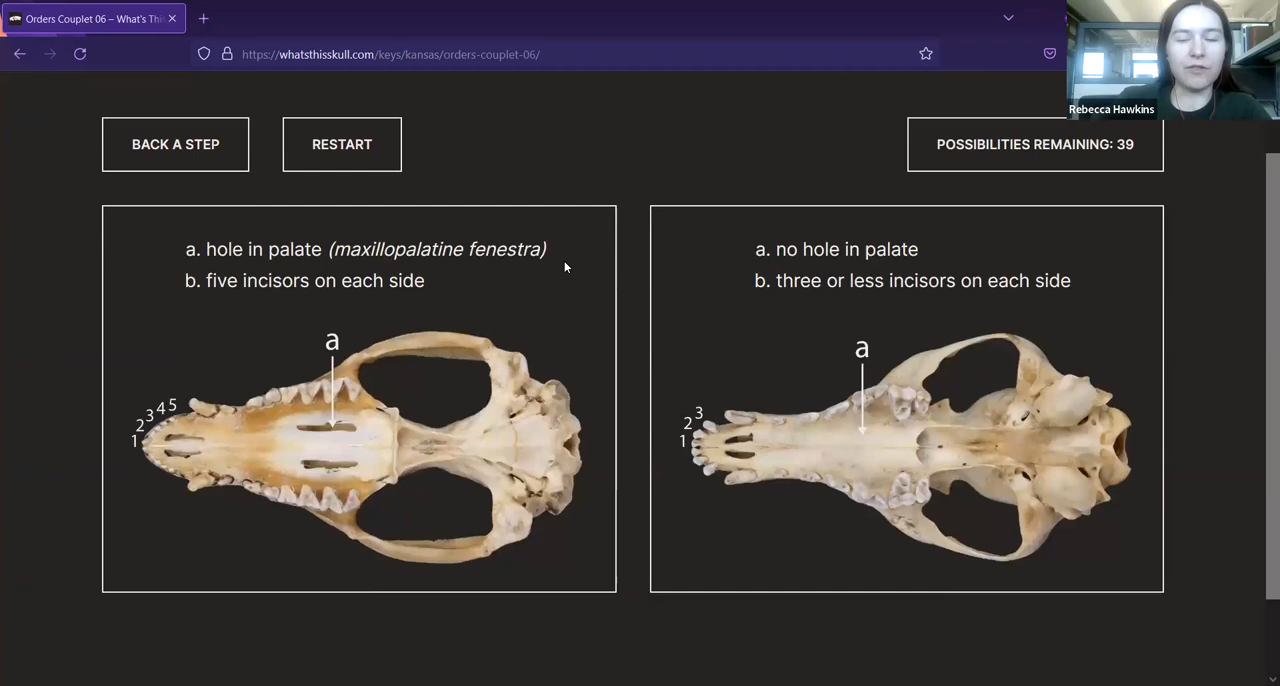 Orders Couplet 06 – What's Thi
https://whatsthisskull.com/keys/kansas/orders-couplet-06/
Rebecca Hawkins
BACK A STEP
RESTART
POSSIBILITIES REMAINING: 39
a. hole in palate (maxillopalatine fenestra)
b. five incisors on each side
a
1 2 3 4 5
a. no hole in palate
b. three or less incisors on each side
a
1 2 3